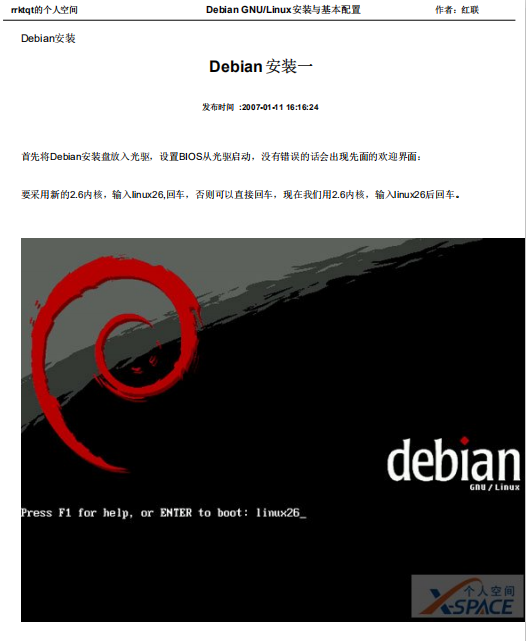 rrktqt的个人空间 Debian GNU/Linux安装与基本配置 作者：红联
Debian安装
Debian 安装一
发布时间 :2007-01-11 16:16:24
首先将Debian安装盘放入光驱，设置BIOS从光驱启动，没有错误的话会出现先面的欢迎界面：
要采用新的2.6内核，输入linux26,回车，否则可以直接回车，现在我们用2.6内核，输入linux26后回车。
debian
GNU/Linux
Press F1 for help, or ENTER to boot: linux26_
个人空间
X-SPACE